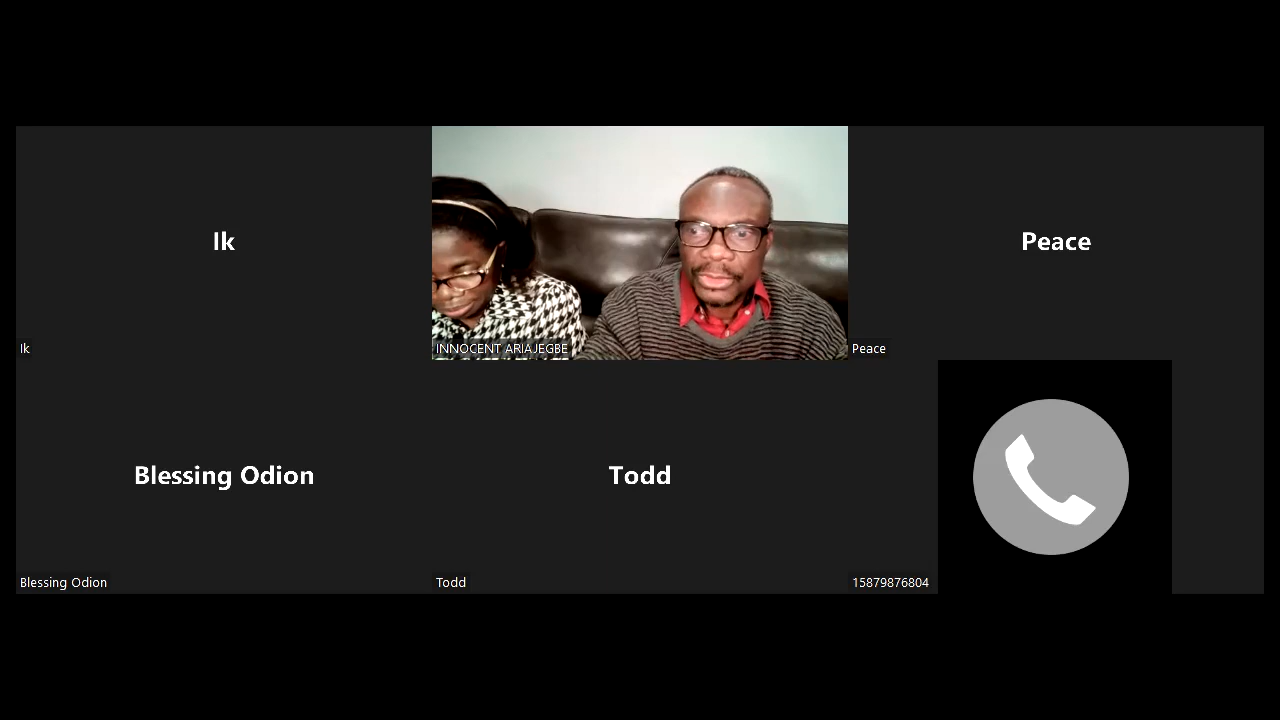 Ik
Ik
INNOCENT ARIAJEGBE
Peace
Peace
Blessing Odion
Blessing Odion
Todd
Todd
15879876804